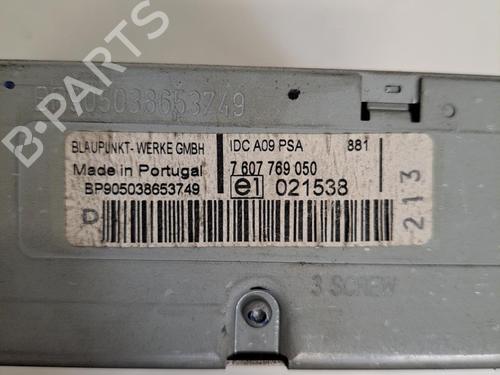 BP905038653749
BLAUPUNKT- WERKE GMBH
IDC A09 PSA 881
Made in Portugal
7 607 769 050
BP905038653749
e1 021538
D
213
3 SCREW
B-PARTS